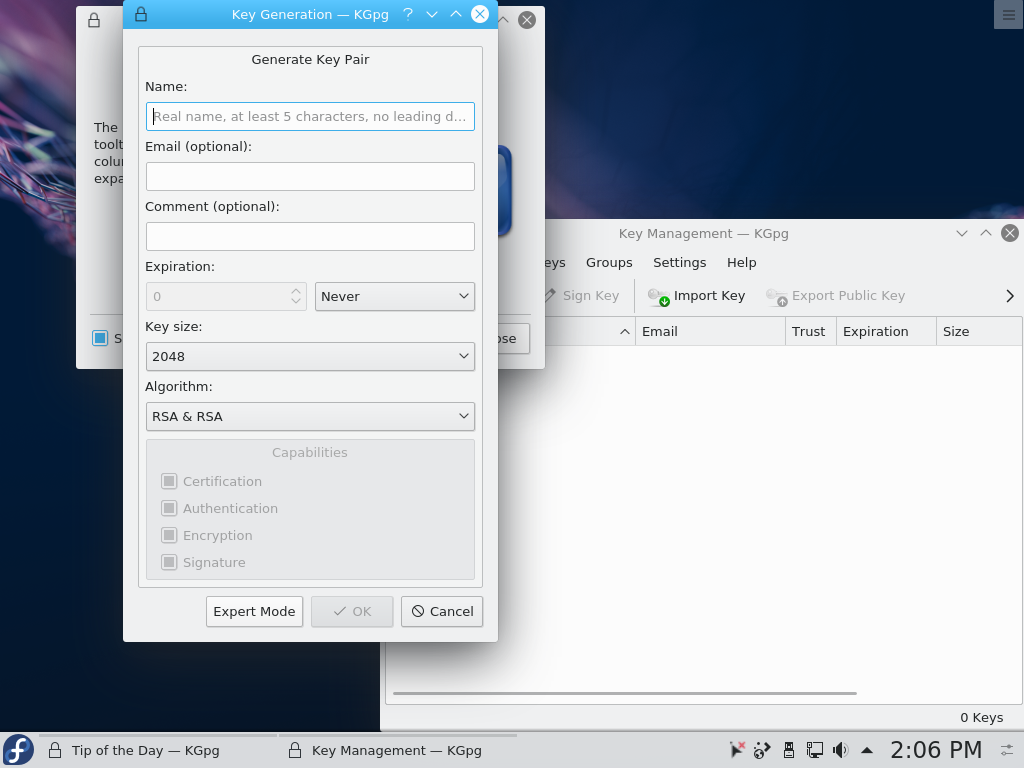 Key Generation — KGpg
Generate Key Pair
Name:
Real name, at least 5 characters, no leading d...
Email (optional):
Comment (optional):
Expiration:
0
Never
Key size:
2048
Algorithm:
RSA & RSA
Capabilities
Certification
Authentication
Encryption
Signature
Expert Mode
OK
Cancel
The
toolt
colu
expa
S
ose
Key Management — KGpg
eys Groups Settings Help
Sign Key Import Key Export Public Key
Email Trust Expiration Size
0 Keys
Tip of the Day — KGpg
Key Management — KGpg
2:06 PM